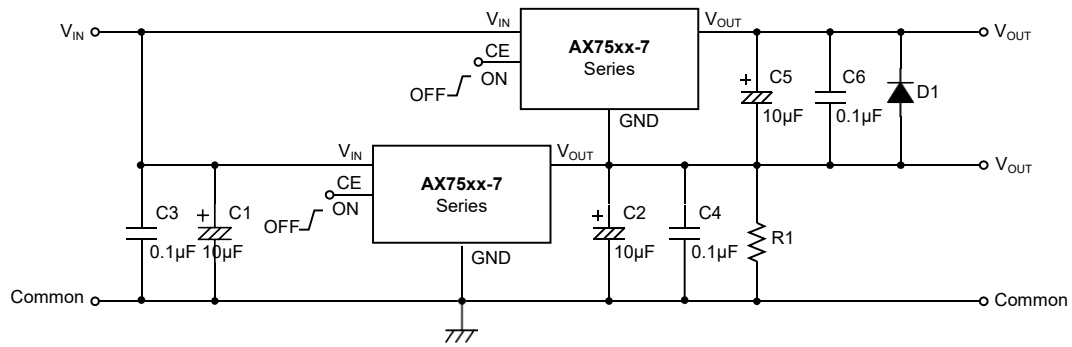 VIN
VIN
AX75xx-7
Series
VOUT
VOUT
CE
ON
OFF
GND
C5
10µF
C6
0.1µF
D1
VIN
AX75xx-7
Series
VOUT
VOUT
CE
ON
OFF
GND
C3
0.1µF
C1
10µF
C2
10µF
C4
0.1µF
R1
Common
Common